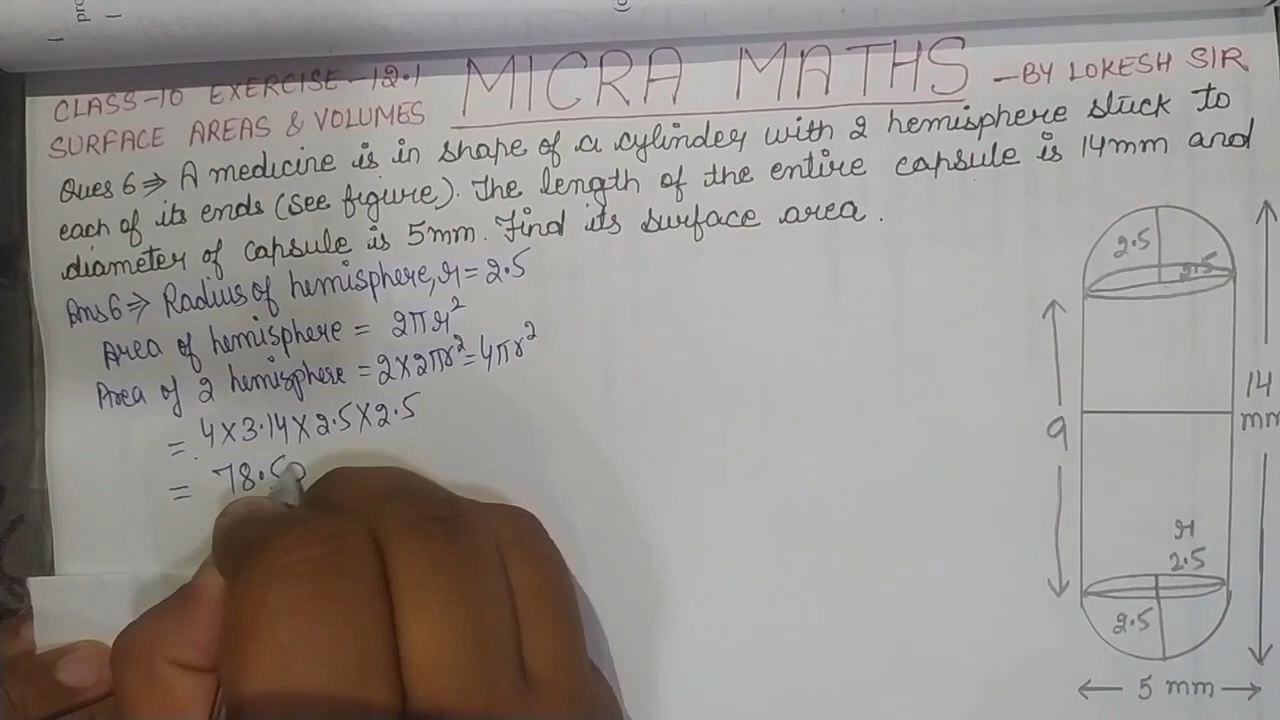 CLASS-10 EXERCISE-12.1 MICRA MATHS -BY LOKESH SIR
SURFACE AREAS & VOLUMES
Ques 6⇒ A medicine is in shape of a cylinder with 2 hemisphere stuck to
each of its ends (see figure). The length of the entire capsule is 14mm and
diameter of capsule is 5mm. Find its surface area.
Ans 6⇒ Radius of hemisphere, r = 2.5
Area of hemisphere = 2πr²
Area of 2 hemisphere = 2×2πr² = 4πr²
= 4×3.14×2.5×2.5
= 78.50
2.5
2.5
14
mm
9
r
2.5
2.5
5 mm